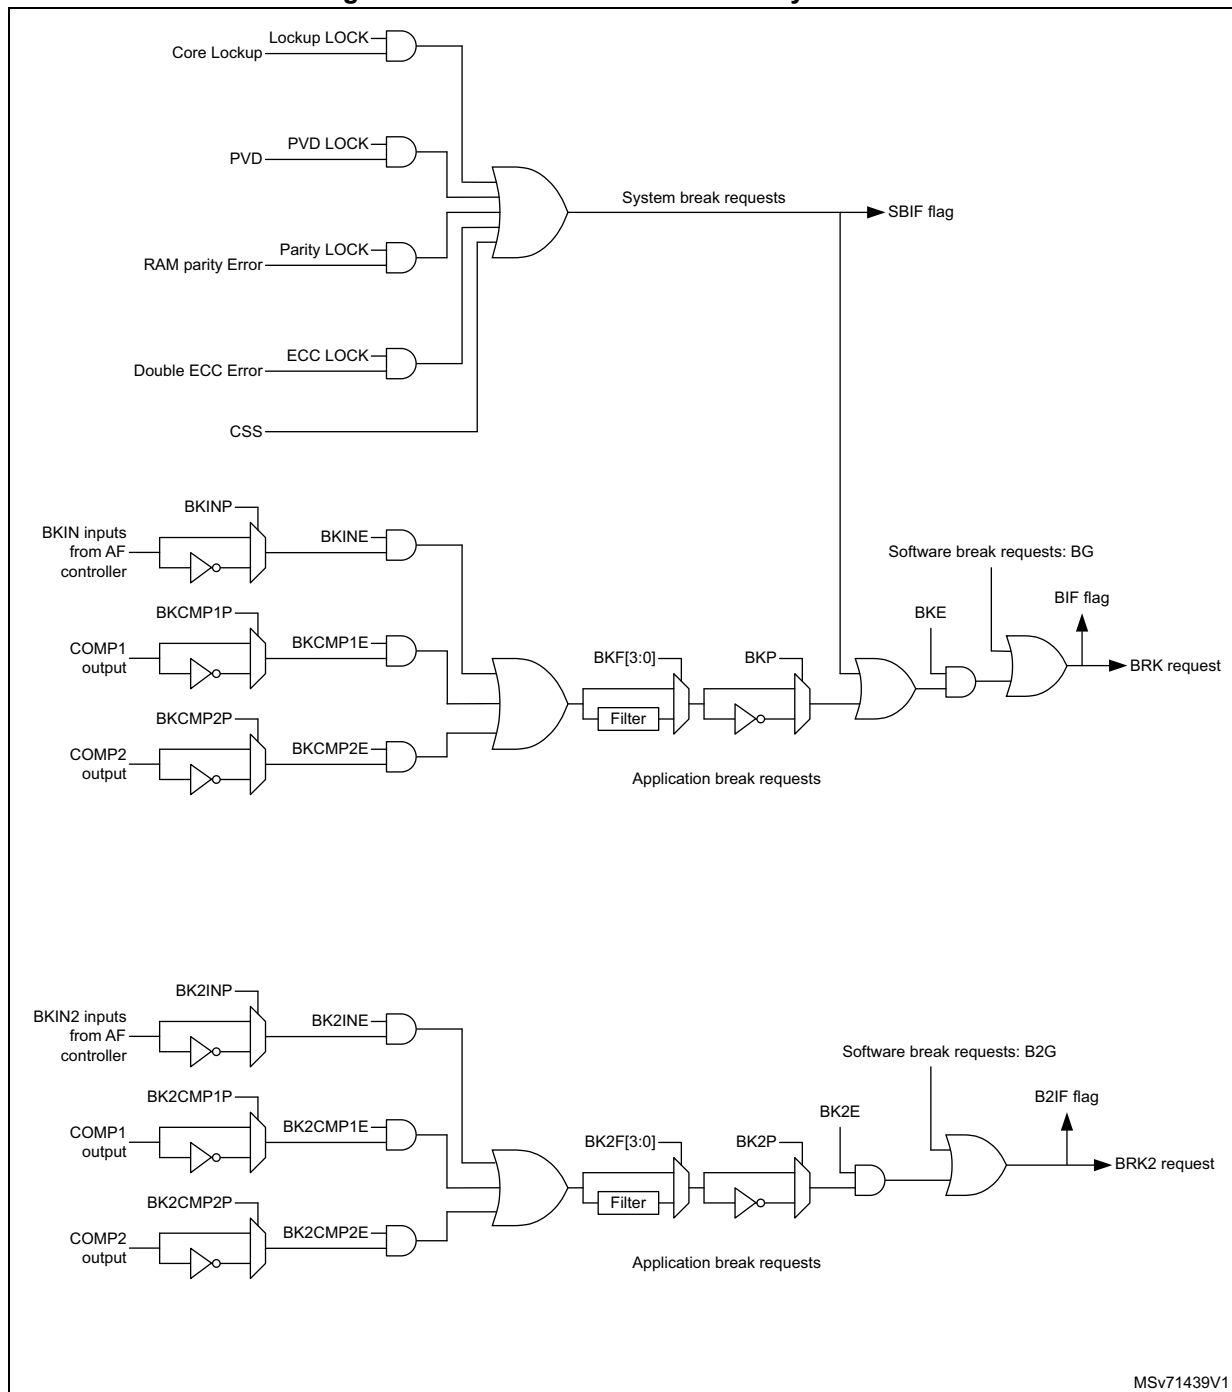 Lockup LOCK
Core Lockup
PVD LOCK
PVD
System break requests
SBIF flag
Parity LOCK
RAM parity Error
ECC LOCK
Double ECC Error
CSS
BKINP
BKIN inputs
from AF
controller
BKINE
Software break requests: BG
BIF flag
BKCMP1P
BKE
COMP1
output
BKCMP1E
BKF[3:0]
BKP
BRK request
Filter
BKCMP2P
COMP2
output
BKCMP2E
Application break requests
BK2INP
BKIN2 inputs
from AF
controller
BK2INE
Software break requests: B2G
BK2CMP1P
B2IF flag
BK2E
COMP1
output
BK2CMP1E
BK2F[3:0]
BK2P
BRK2 request
BK2CMP2P
Filter
COMP2
output
BK2CMP2E
Application break requests
MSv71439V1